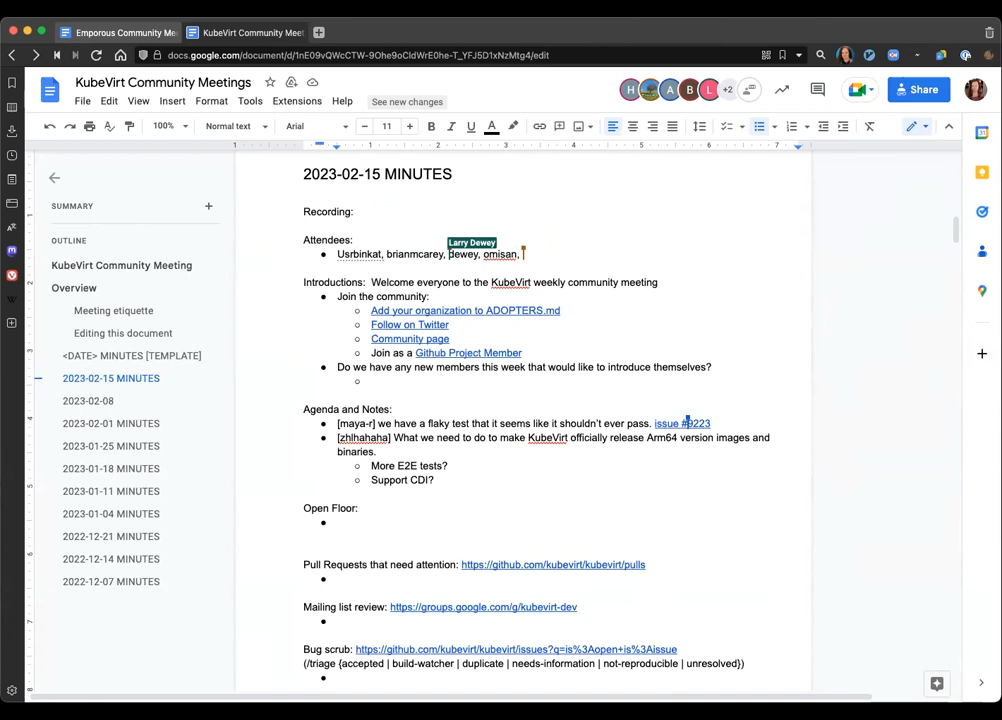 Emporous Community Me
KubeVirt Community Meet
docs.google.com/document/d/1nE09vQWcCTW-9Ohe9oCldWrE0he-T_YFJ5D1xNzMtg4/edit
KubeVirt Community Meetings
File Edit View Insert Format Tools Extensions Help See new changes
H A B L +2
Share
100% Normal text Arial 11
SUMMARY
OUTLINE
KubeVirt Community Meeting
Overview
Meeting etiquette
Editing this document
<DATE> MINUTES [TEMPLATE]
2023-02-15 MINUTES
2023-02-08
2023-02-01 MINUTES
2023-01-25 MINUTES
2023-01-18 MINUTES
2023-01-11 MINUTES
2023-01-04 MINUTES
2022-12-21 MINUTES
2022-12-14 MINUTES
2022-12-07 MINUTES
2023-02-15 MINUTES
Recording:
Attendees:
Larry Dewey
Usrbinkat, brianmcarey, dewey, omisan,
Introductions: Welcome everyone to the KubeVirt weekly community meeting
Join the community:
Add your organization to ADOPTERS.md
Follow on Twitter
Community page
Join as a Github Project Member
Do we have any new members this week that would like to introduce themselves?
Agenda and Notes:
[maya-r] we have a flaky test that it seems like it shouldn't ever pass. issue #9223
[zhlhahaha] What we need to do to make KubeVirt officially release Arm64 version images and
binaries.
More E2E tests?
Support CDI?
Open Floor:
Pull Requests that need attention: https://github.com/kubevirt/kubevirt/pulls
Mailing list review: https://groups.google.com/g/kubevirt-dev
Bug scrub: https://github.com/kubevirt/kubevirt/issues?q=is%3Aopen+is%3Aissue
(/triage {accepted | build-watcher | duplicate | needs-information | not-reproducible | unresolved})